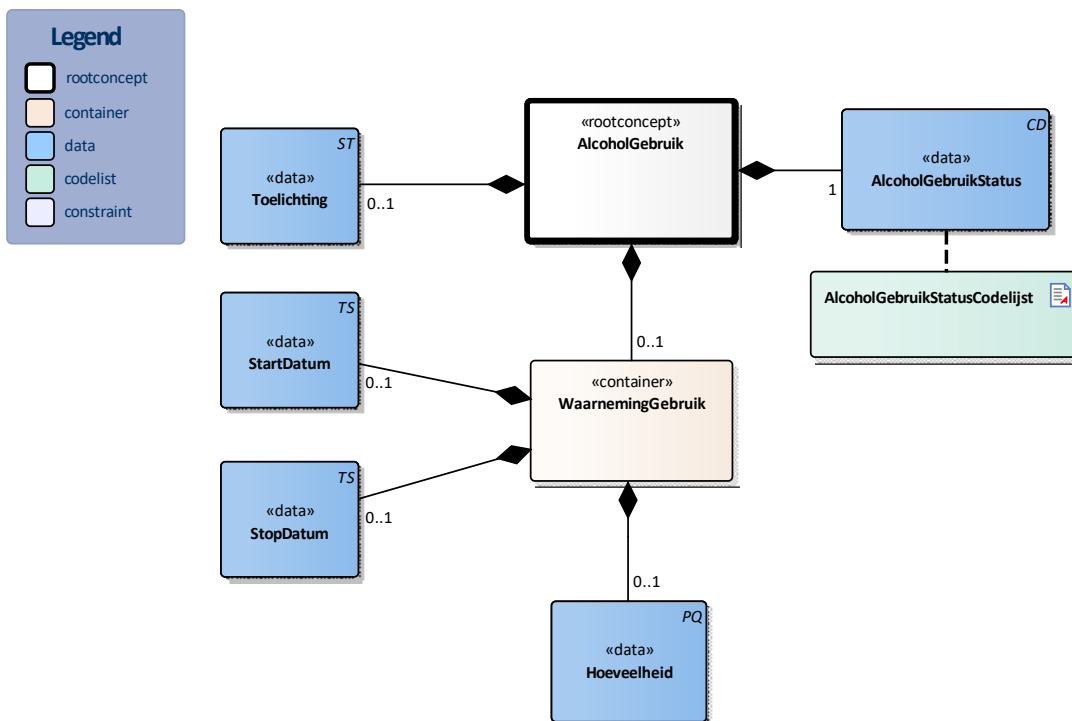 Legend
rootconcept
container
data
codelist
constraint
ST
«data»
Toelichting
0..1
«rootconcept»
AlcoholGebruik
CD
«data»
AlcoholGebruikStatus
1
AlcoholGebruikStatusCodelijst
TS
«data»
StartDatum
0..1
0..1
«container»
WaarnemingGebruik
TS
«data»
StopDatum
0..1
0..1
PQ
«data»
Hoeveelheid